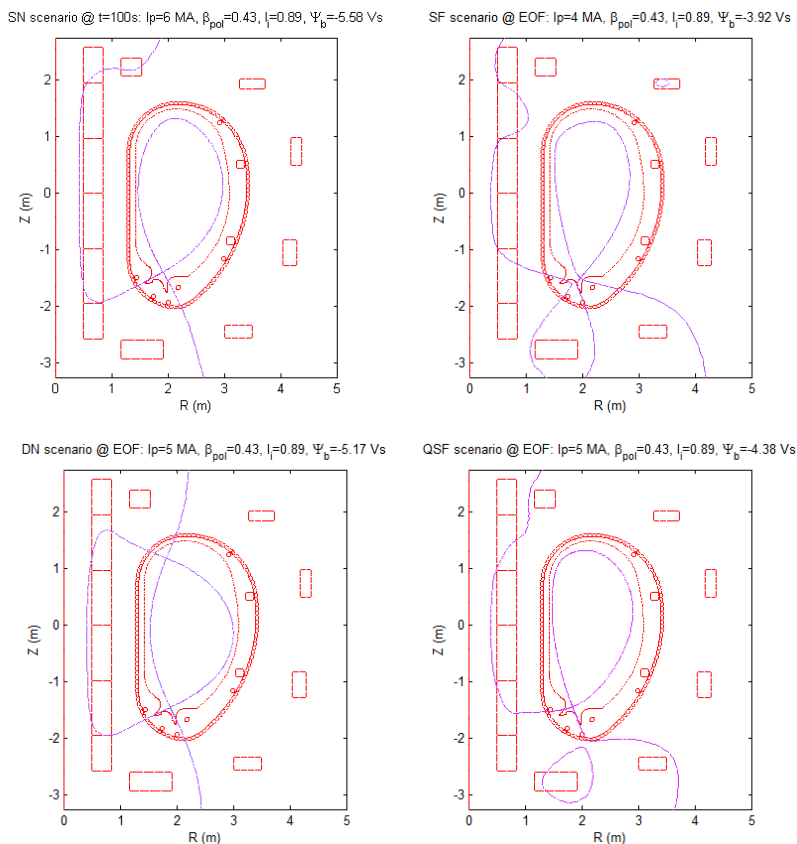 SN scenario @ t=100s: Ip=6 MA, βpol=0.43, li=0.89, Ψb=-5.58 Vs
SF scenario @ EOF: Ip=4 MA, βpol=0.43, li=0.89, Ψb=-3.92 Vs
2
1
0
-1
-2
-3
Z (m)
0 1 2 3 4 5
R (m)
2
1
0
-1
-2
-3
Z (m)
0 1 2 3 4 5
R (m)
DN scenario @ EOF: Ip=5 MA, βpol=0.43, li=0.89, Ψb=-5.17 Vs
QSF scenario @ EOF: Ip=5 MA, βpol=0.43, li=0.89, Ψb=-4.38 Vs
2
1
0
-1
-2
-3
Z (m)
0 1 2 3 4 5
R (m)
2
1
0
-1
-2
-3
Z (m)
0 1 2 3 4 5
R (m)